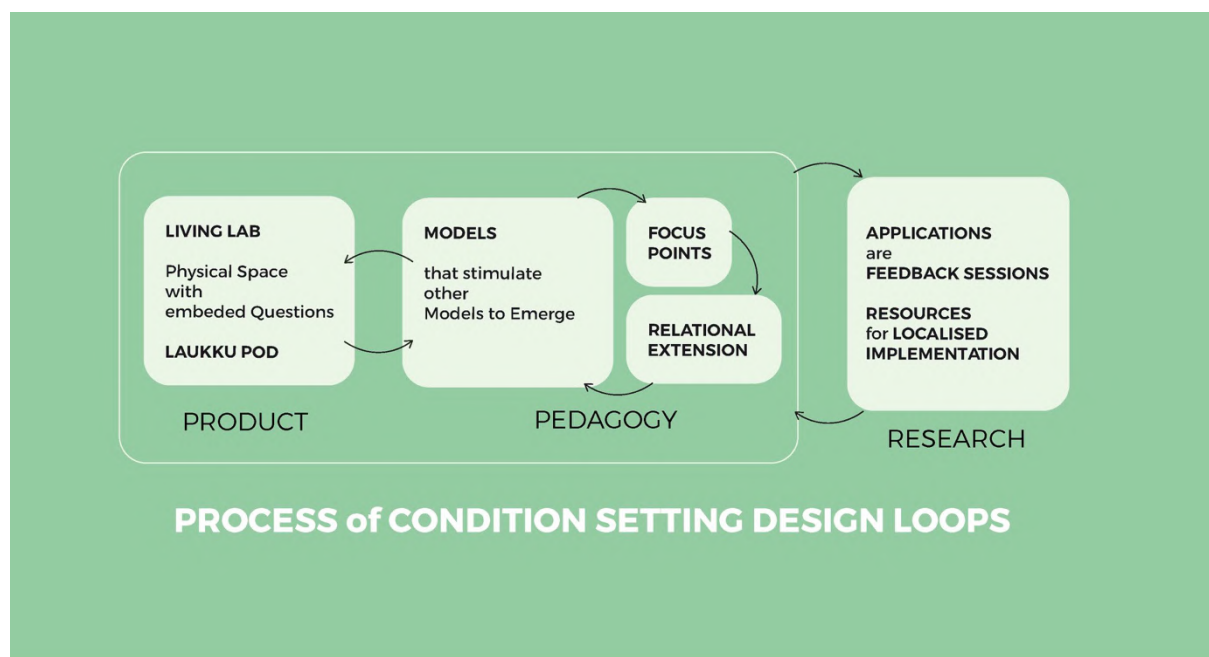 LIVING LAB
Physical Space
with
embeded Questions
LAUKKU POD
PRODUCT
MODELS
that stimulate
other
Models to Emerge
FOCUS
POINTS
RELATIONAL
EXTENSION
PEDAGOGY
APPLICATIONS
are
FEEDBACK SESSIONS
RESOURCES
for LOCALISED
IMPLEMENTATION
RESEARCH
PROCESS of CONDITION SETTING DESIGN LOOPS